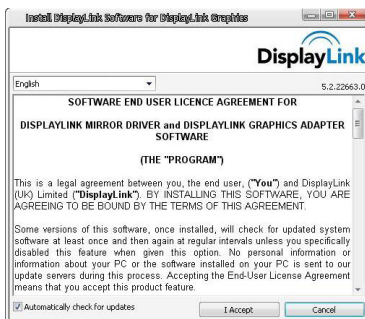 Install DisplayLink Software for DisplayLink Graphics
DisplayLink
English
5.2.22663.0
SOFTWARE END USER LICENCE AGREEMENT FOR
DISPLAYLINK MIRROR DRIVER and DISPLAYLINK GRAPHICS ADAPTER
SOFTWARE
(THE "PROGRAM")
This is a legal agreement between you, the end user, ("You") and DisplayLink
(UK) Limited ("DisplayLink"). BY INSTALLING THIS SOFTWARE, YOU ARE
AGREEING TO BE BOUND BY THE TERMS OF THIS AGREEMENT.
Some versions of this software, once installed, will check for updated system
software at least once and then again at regular intervals unless you specifically
disabled this feature when given this option. No personal information or
information about your PC or the software installed on your PC is sent to our
update servers during this process. Accepting the End-User License Agreement
means that you accept this product feature.
Automatically check for updates
I Accept
Cancel